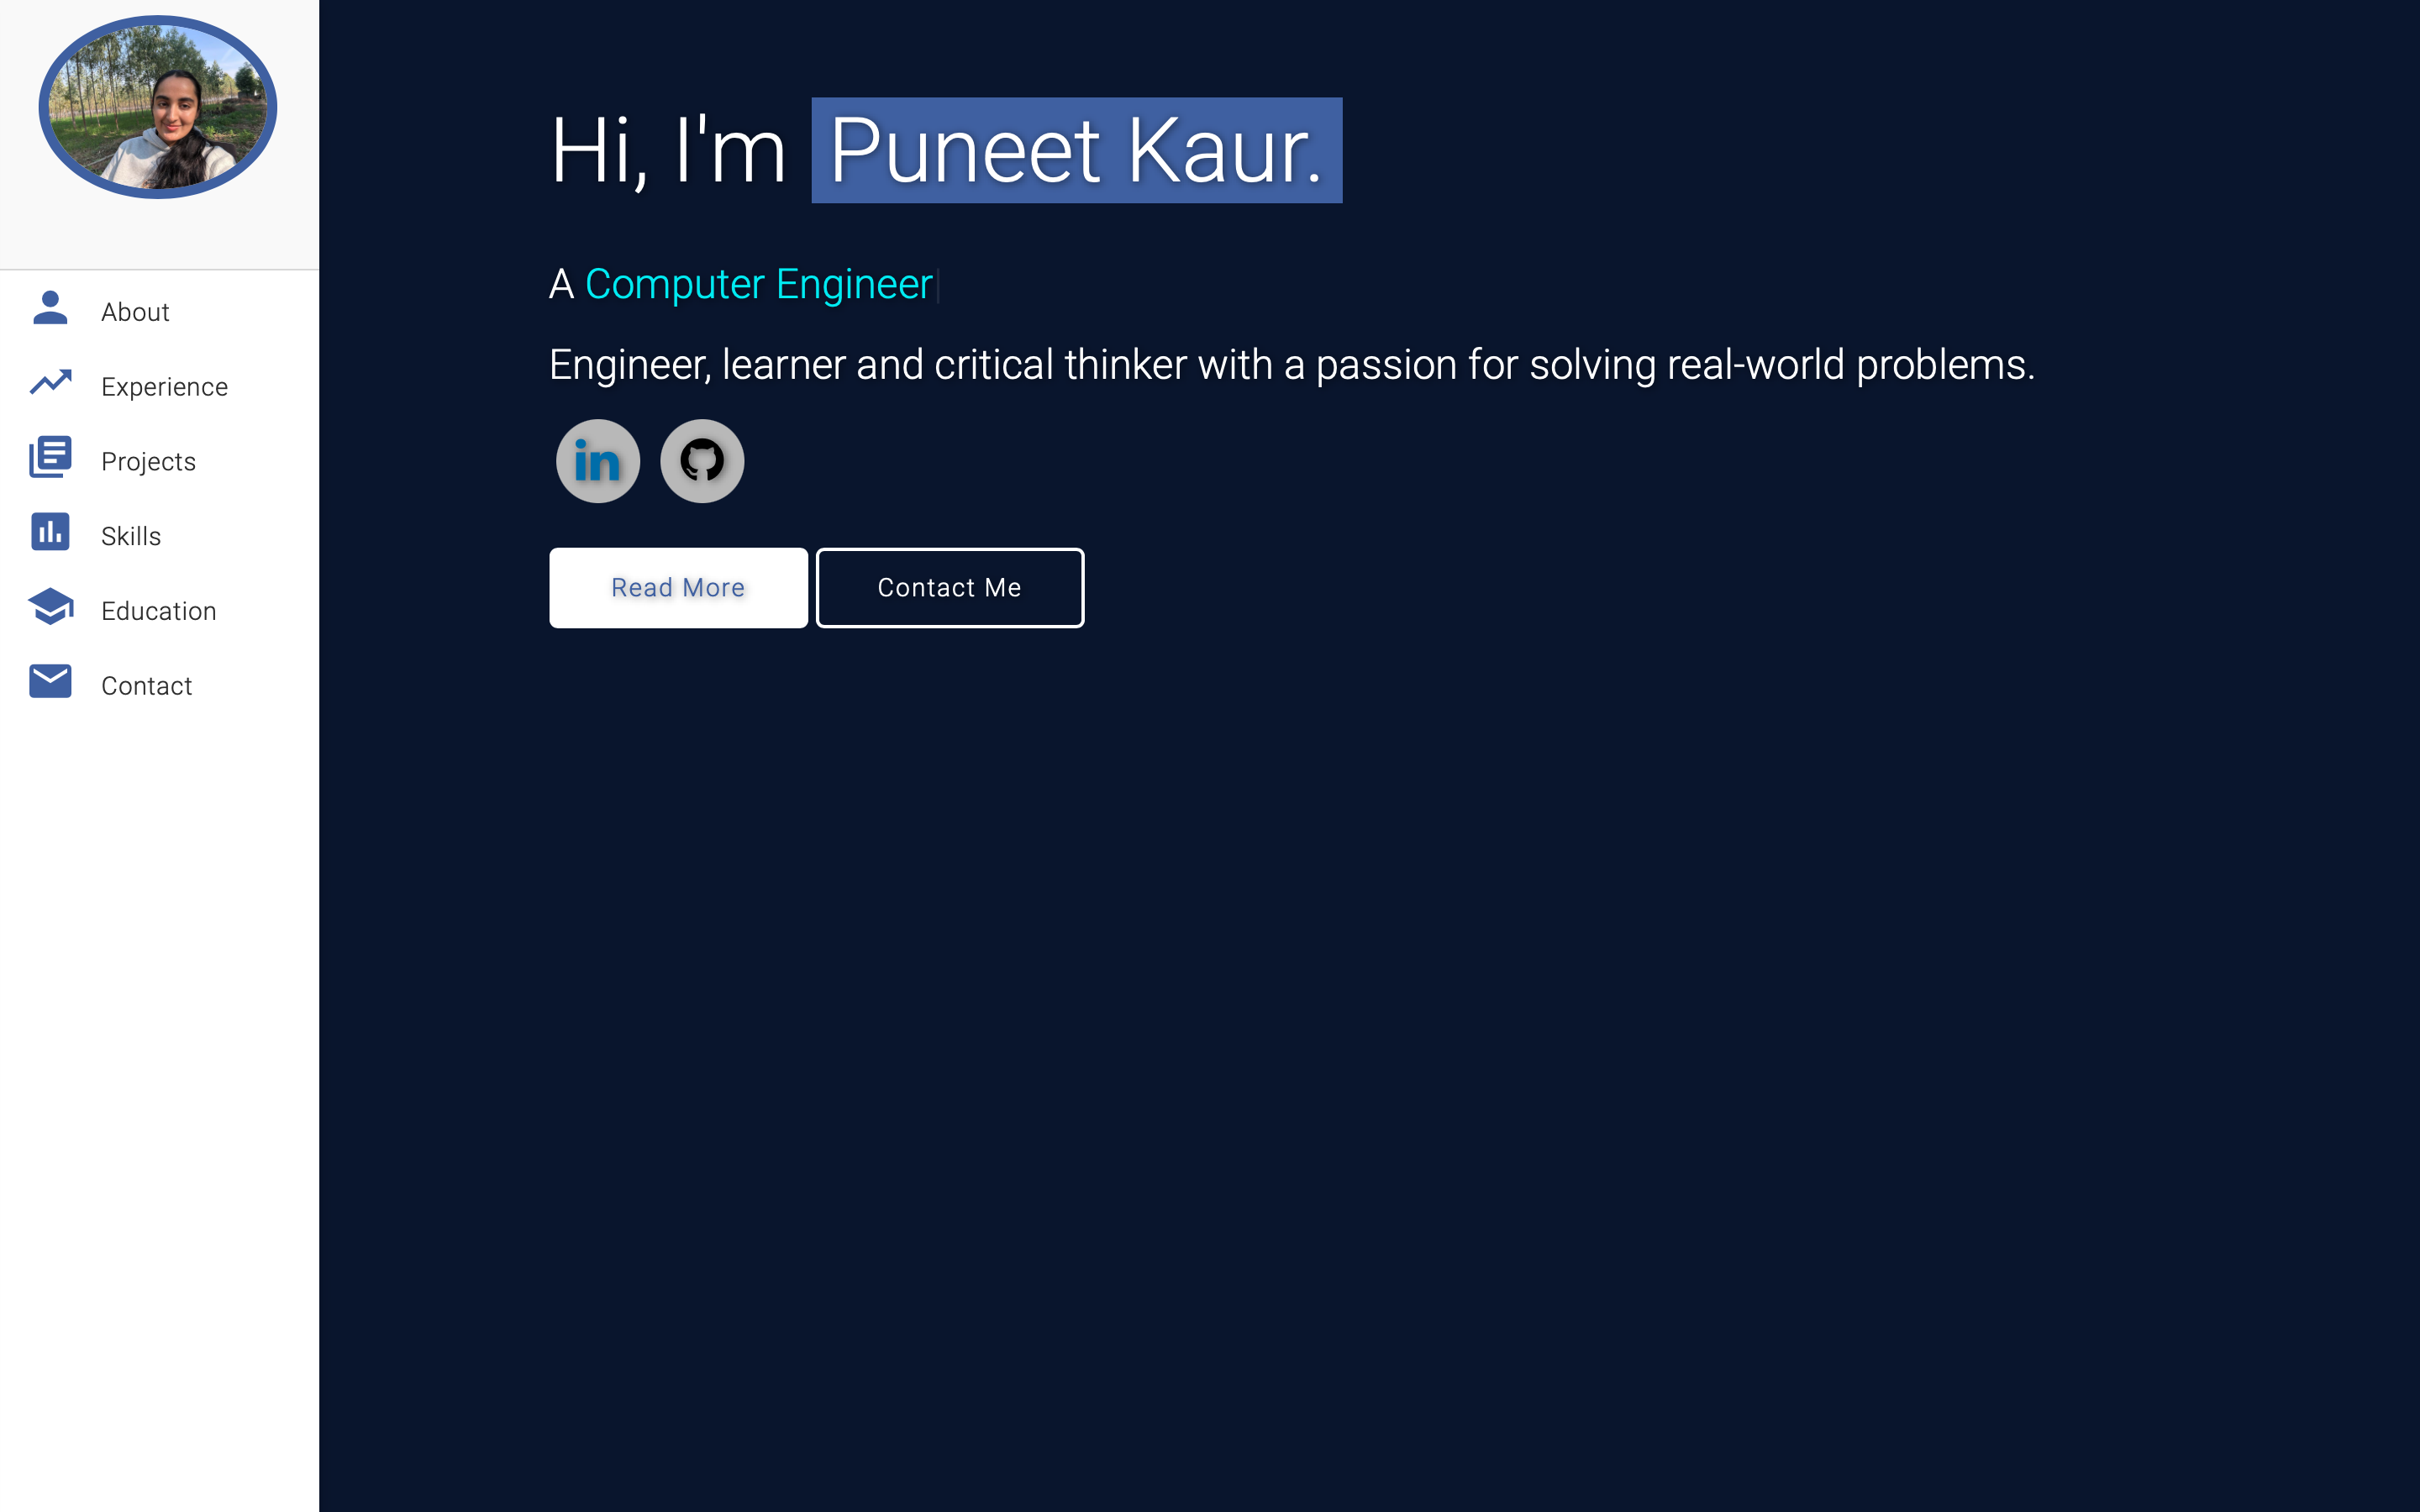 About
Experience
Projects
Skills
Education
Contact
Hi, I'm Puneet Kaur.
A Computer Engineer
Engineer, learner and critical thinker with a passion for solving real-world problems.
in
Read More
Contact Me